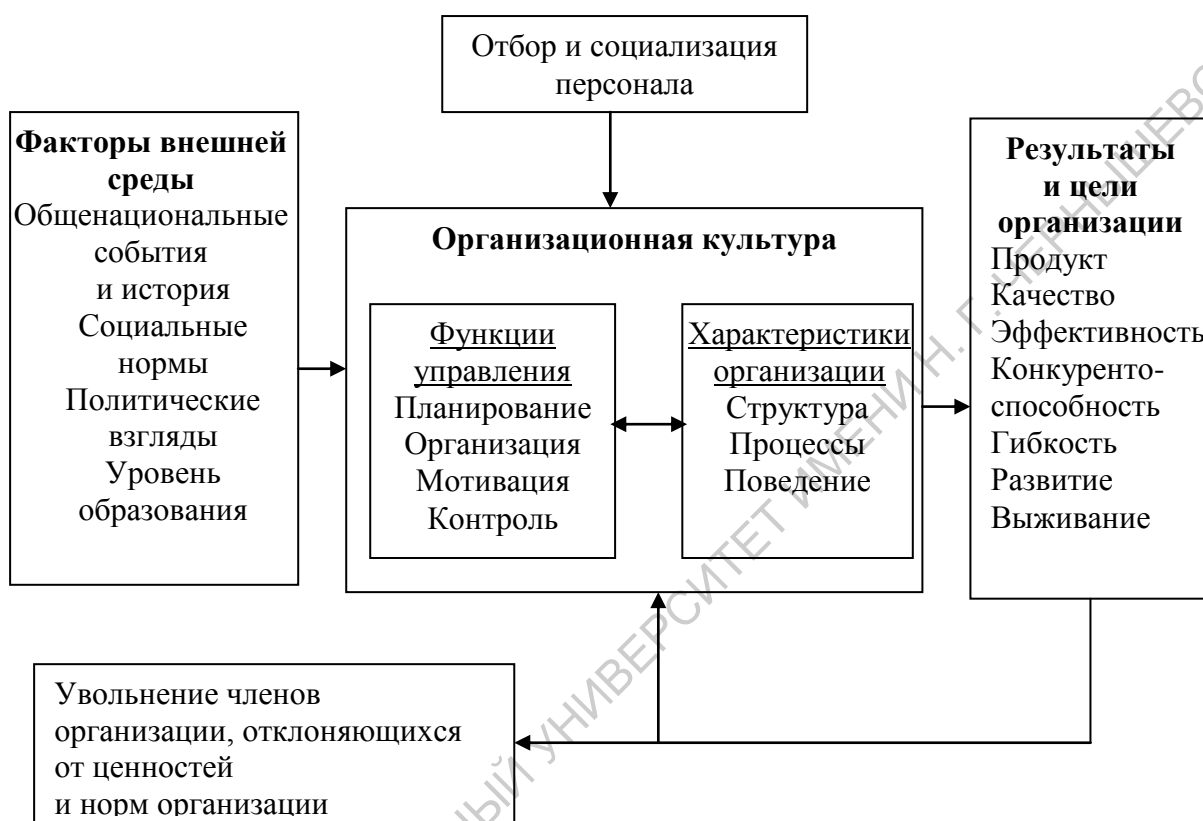 Отбор и социализация
персонала
Факторы внешней
среды
Общенациональные
события
и история
Социальные
нормы
Политические
взгляды
Уровень
образования
Организационная культура
Функции
управления
Планирование
Организация
Мотивация
Контроль
Характеристики
организации
Структура
Процессы
Поведение
Результаты
и цели
организации
Продукт
Качество
Эффективность
Конкуренто-
способность
Гибкость
Развитие
Выживание
Увольнение членов
организации, отклоняющихся
от ценностей
и норм организации
УНИВЕРСИТЕТ ИМЕНИ Н. Г.